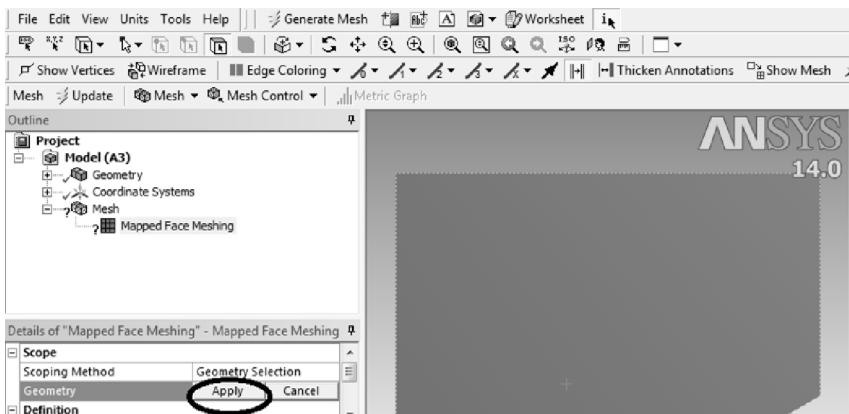 File Edit View Units Tools Help Generate Mesh A Worksheet i
Show Vertices Wireframe Edge Coloring Thicken Annotations Show Mesh
Mesh Update Mesh Mesh Control Metric Graph
Outline
Project
Model (A3)
Geometry
Coordinate Systems
? Mesh
? Mapped Face Meshing
ANSYS
14.0
Details of "Mapped Face Meshing" - Mapped Face Meshing
Scope
Scoping Method Geometry Selection
Geometry Apply Cancel
Definition